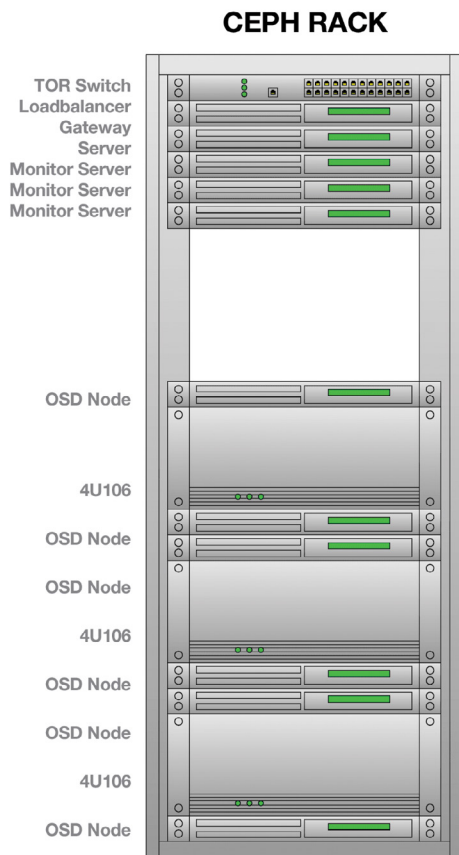 CEPH RACK
TOR Switch
Loadbalancer
Gateway
Server
Monitor Server
Monitor Server
Monitor Server
OSD Node
4U106
OSD Node
OSD Node
4U106
OSD Node
OSD Node
4U106
OSD Node